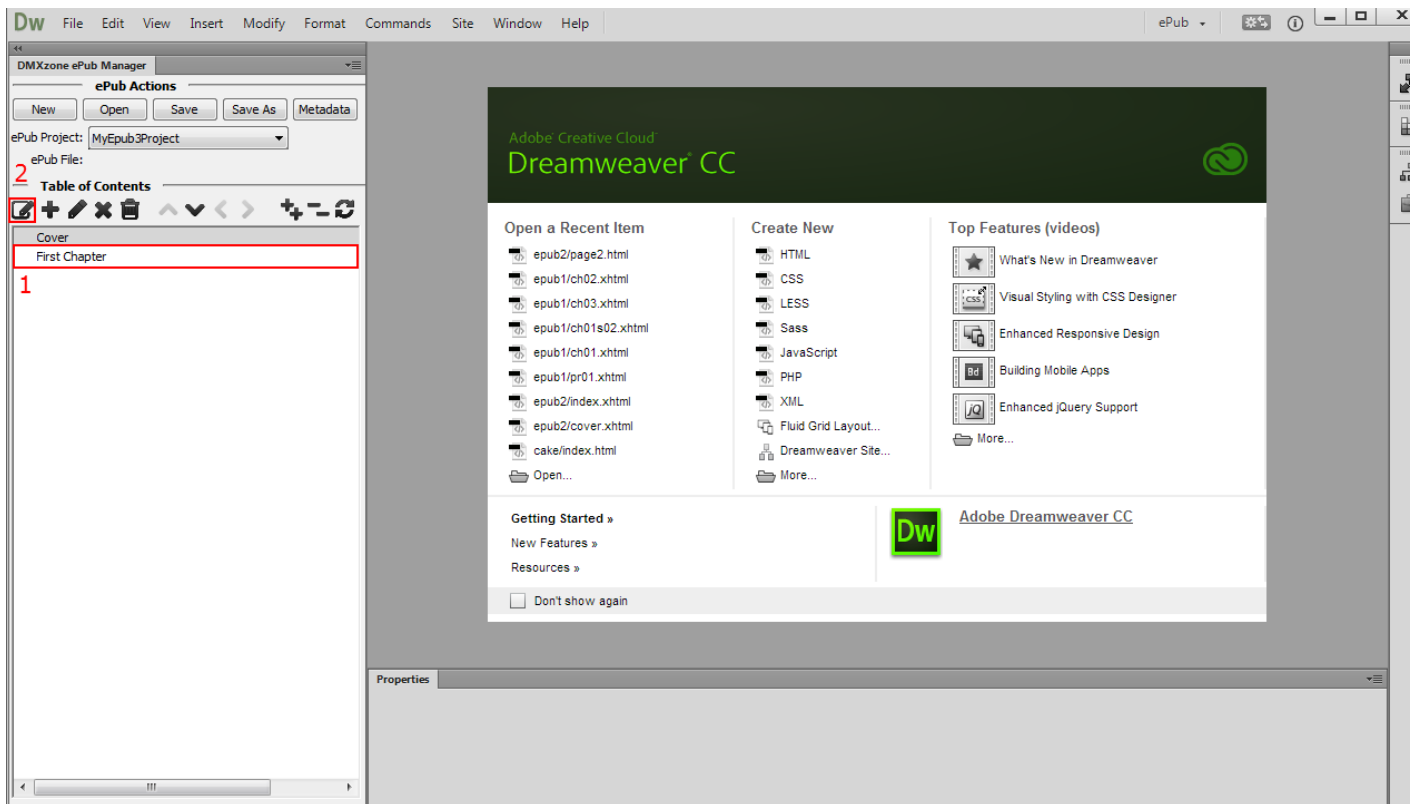 Dw File Edit View Insert Modify Format Commands Site Window Help ePub
DMXzone ePub Manager
ePub Actions
New Open Save Save As Metadata
ePub Project: MyEpub3Project
ePub File:
2
Table of Contents
Cover
First Chapter
1
Adobe Creative Cloud
Dreamweaver CC
Open a Recent Item
epub2/page2.html
epub1/ch02.xhtml
epub1/ch03.xhtml
epub1/ch01s02.xhtml
epub1/ch01.xhtml
epub1/pr01.xhtml
epub2/index.xhtml
epub2/cover.xhtml
cake/index.html
Open...
Create New
HTML
CSS
LESS
Sass
JavaScript
PHP
XML
Fluid Grid Layout...
Dreamweaver Site...
More...
Top Features (videos)
What's New in Dreamweaver
CSS Visual Styling with CSS Designer
Enhanced Responsive Design
Bd Building Mobile Apps
jQ Enhanced jQuery Support
More...
Getting Started »
New Features »
Resources »
Dw Adobe Dreamweaver CC
Don't show again
Properties